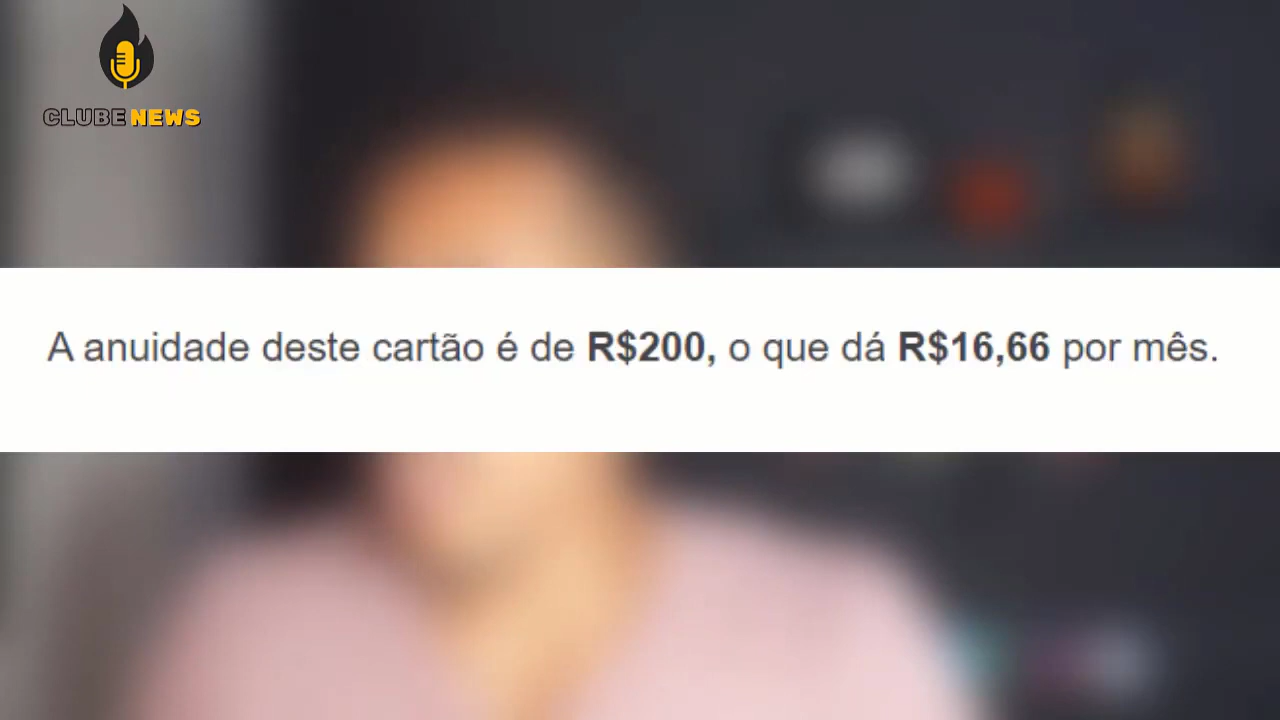 CLUBE NEWS
A anuidade deste cartão é de R$200, o que dá R$16,66 por mês.